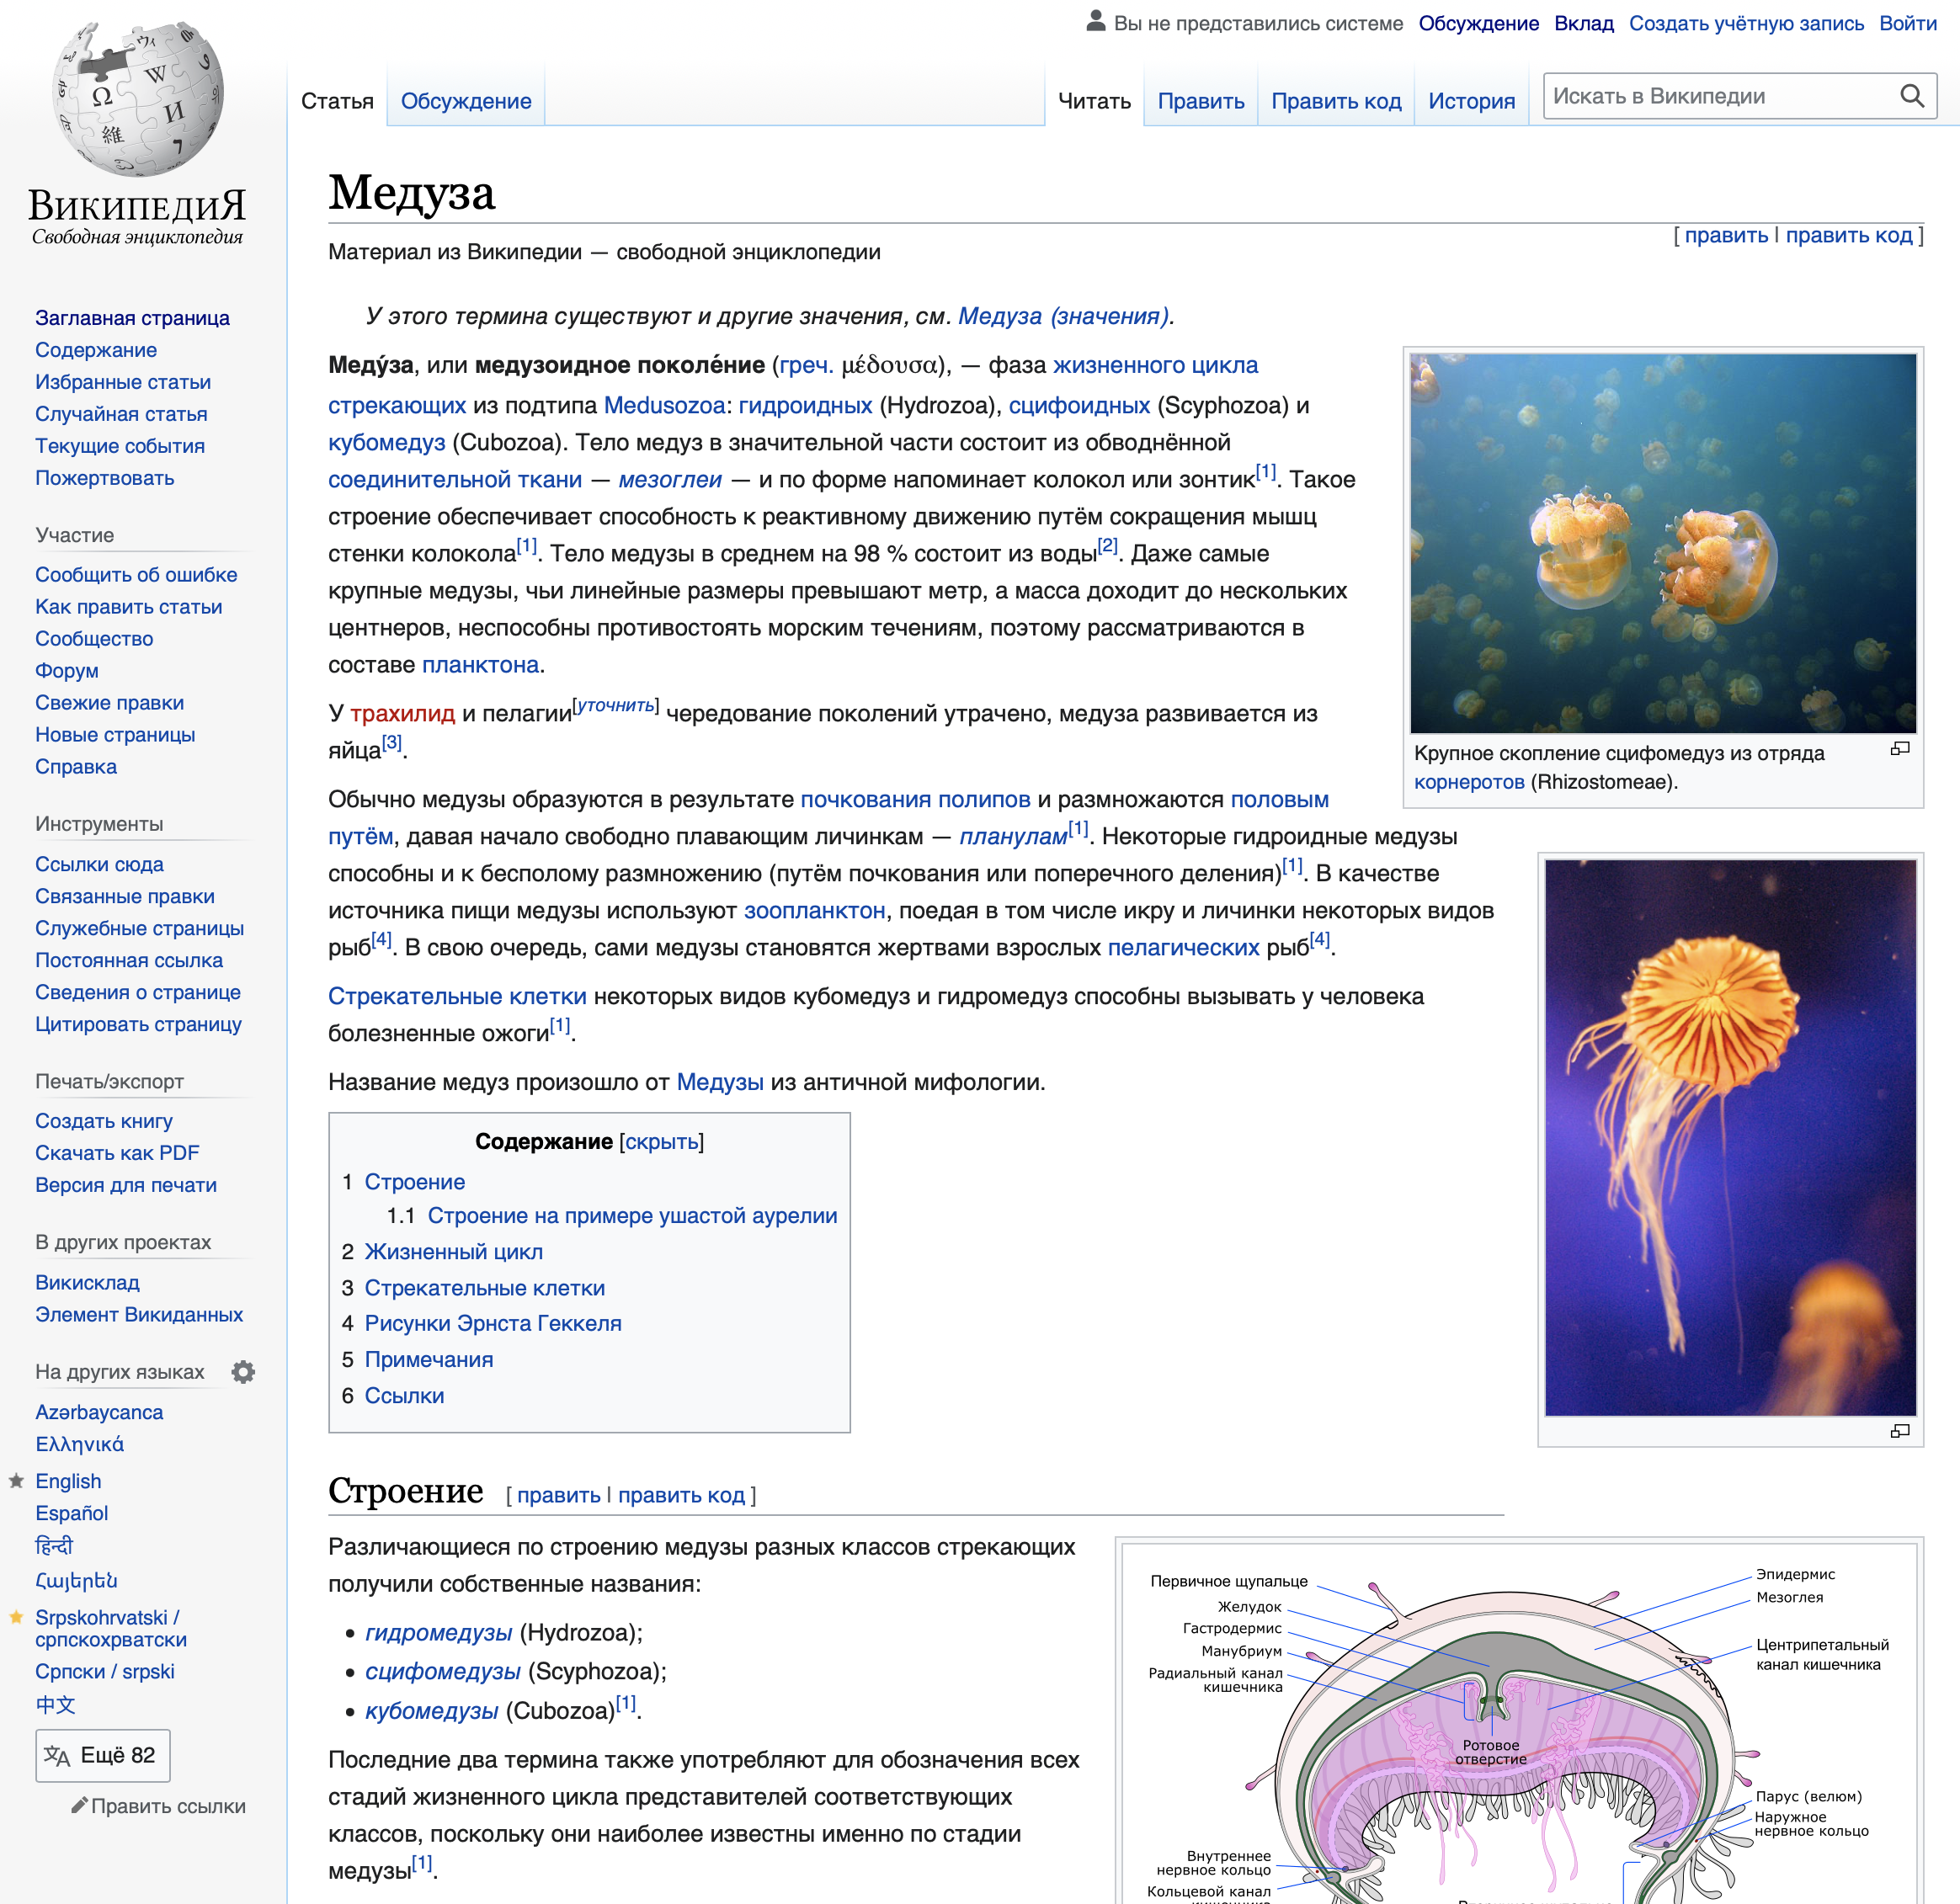 Вы не представились системе Обсуждение Вклад Создать учётную запись Войти
ВикипедиЯ
Свободная энциклопедия
Статья Обсуждение Читать Править Править код История Искать в Википедии
Заглавная страница
Содержание
Избранные статьи
Случайная статья
Текущие события
Пожертвовать
Участие
Сообщить об ошибке
Как править статьи
Сообщество
Форум
Свежие правки
Новые страницы
Справка
Инструменты
Ссылки сюда
Связанные правки
Служебные страницы
Постоянная ссылка
Сведения о странице
Цитировать страницу
Печать/экспорт
Создать книгу
Скачать как PDF
Версия для печати
В других проектах
Викисклад
Элемент Викиданных
На других языках
Azərbaycanca
Ελληνικά
English
Español
हिन्दी
Հայերեն
Srpskohrvatski /
српскохрватски
Српски / srpski
中文
Ещё 82
Править ссылки
Медуза
[ править | править код ]
Материал из Википедии — свободной энциклопедии
У этого термина существуют и другие значения, см. Медуза (значения).
Меду́за, или медузоидное поколе́ние (греч. μέδουσα), — фаза жизненного цикла
стрекающих из подтипа Medusozoa: гидроидных (Hydrozoa), сцифоидных (Scyphozoa) и
кубомедуз (Cubozoa). Тело медуз в значительной части состоит из обводнённой
соединительной ткани — мезоглеи — и по форме напоминает колокол или зонтик[1]. Такое
строение обеспечивает способность к реактивному движению путём сокращения мышц
стенки колокола[1]. Тело медузы в среднем на 98 % состоит из воды[2]. Даже самые
крупные медузы, чьи линейные размеры превышают метр, а масса доходит до нескольких
центнеров, неспособны противостоять морским течениям, поэтому рассматриваются в
составе планктона.
У трахилид и пелагии[уточнить] чередование поколений утрачено, медуза развивается из
яйца[3].
Обычно медузы образуются в результате почкования полипов и размножаются половым
путём, давая начало свободно плавающим личинкам — планулам[1]. Некоторые гидроидные медузы
способны и к бесполому размножению (путём почкования или поперечного деления)[1]. В качестве
источника пищи медузы используют зоопланктон, поедая в том числе икру и личинки некоторых видов
рыб[4]. В свою очередь, сами медузы становятся жертвами взрослых пелагических рыб[4].
Стрекательные клетки некоторых видов кубомедуз и гидромедуз способны вызывать у человека
болезненные ожоги[1].
Название медуз произошло от Медузы из античной мифологии.
Крупное скопление сцифомедуз из отряда
корнеротов (Rhizostomeae).
Содержание [скрыть]
1 Строение
1.1 Строение на примере ушастой аурелии
2 Жизненный цикл
3 Стрекательные клетки
4 Рисунки Эрнста Геккеля
5 Примечания
6 Ссылки
Строение [ править | править код ]
Различающиеся по строению медузы разных классов стрекающих
получили собственные названия:
гидромедузы (Hydrozoa);
сцифомедузы (Scyphozoa);
кубомедузы (Cubozoa)[1].
Последние два термина также употребляют для обозначения всех
стадий жизненного цикла представителей соответствующих
классов, поскольку они наиболее известны именно по стадии
медузы[1].
Первичное щупальце
Желудок
Гастродермис
Манубриум
Радиальный канал
кишечника
Эпидермис
Мезоглея
Центрипетальный
канал кишечника
Ротовое
отверстие
Парус (велюм)
Наружное
нервное кольцо
Внутреннее
нервное кольцо
Кольцевой канал